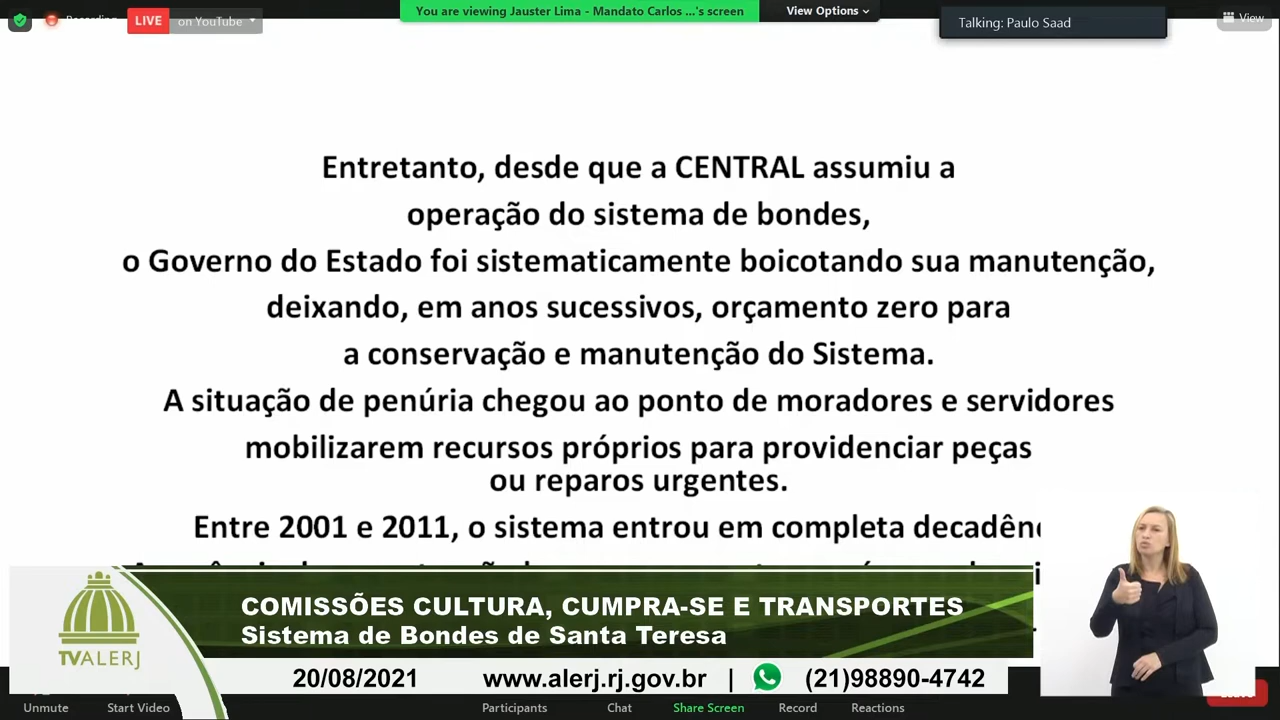 Recording
LIVE
on YouTube
You are viewing Jauster Lima - Mandato Carlos ...'s screen
View Options
Talking: Paulo Saad
View
Entretanto, desde que a CENTRAL assumiu a
operação do sistema de bondes,
o Governo do Estado foi sistematicamente boicotando sua manutenção,
deixando, em anos sucessivos, orçamento zero para
a conservação e manutenção do Sistema.
A situação de penúria chegou ao ponto de moradores e servidores
mobilizarem recursos próprios para providenciar peças
ou reparos urgentes.
Entre 2001 e 2011, o sistema entrou em completa
COMISSÕES CULTURA, CUMPRA-SE E TRANSPORTES
Sistema de Bondes de Santa Teresa
TVALERJ
20/08/2021 www.alerj.rj.gov.br | (21)98890-4742
Unmute
Start Video
Participants
Chat
Share Screen
Record
Reactions